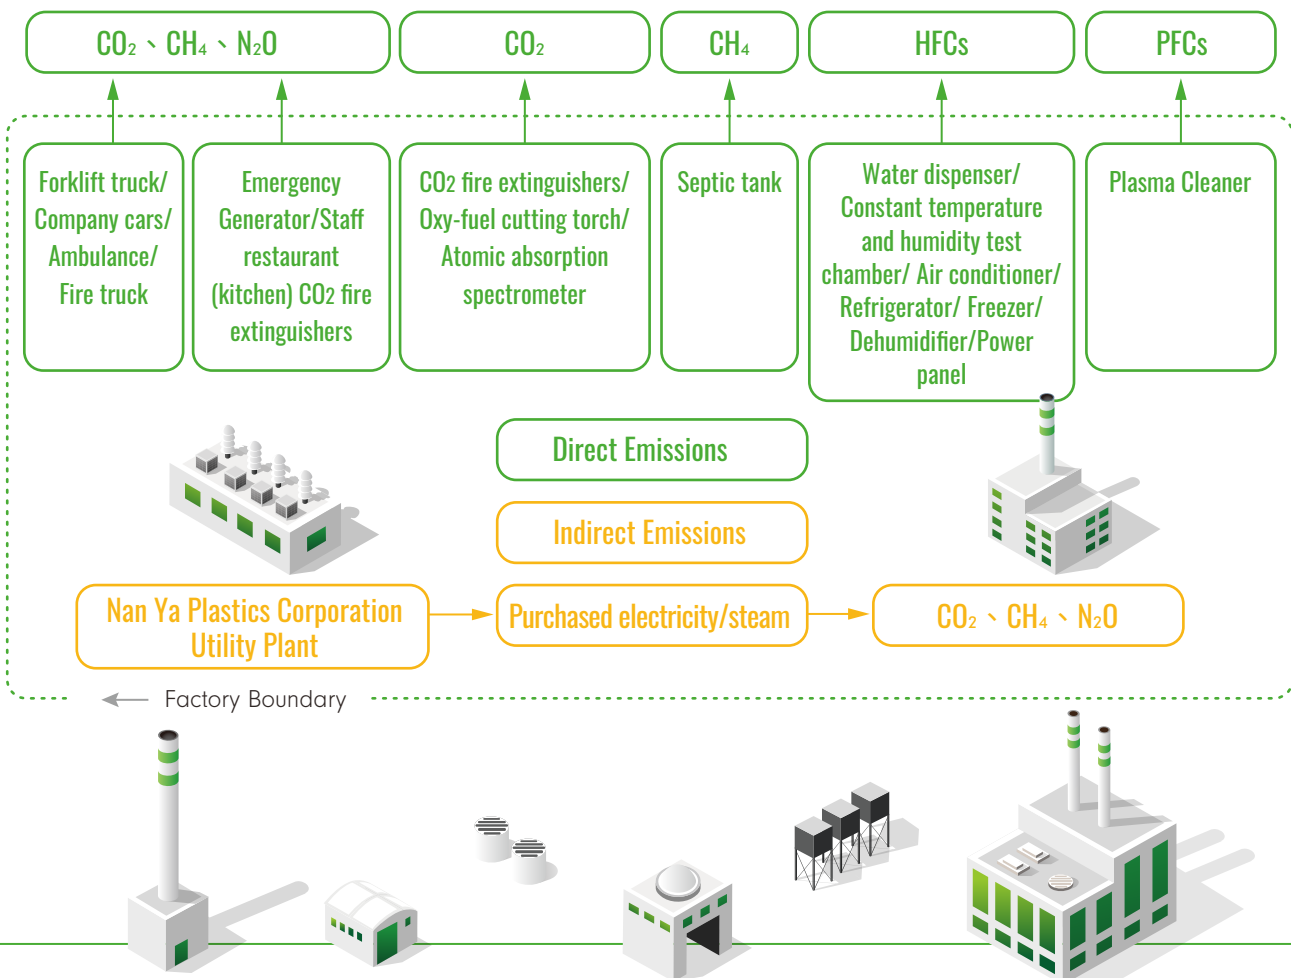 CO₂、CH₄、N₂O
CO₂
CH₄
HFCs
PFCs
Forklift truck/
Company cars/
Ambulance/
Fire truck
Emergency
Generator/Staff
restaurant
(kitchen) CO2 fire
extinguishers
CO2 fire extinguishers/
Oxy-fuel cutting torch/
Atomic absorption
spectrometer
Septic tank
Water dispenser/
Constant temperature
and humidity test
chamber/ Air conditioner/
Refrigerator/ Freezer/
Dehumidifier/Power
panel
Plasma Cleaner
Direct Emissions
Indirect Emissions
Nan Ya Plastics Corporation
Utility Plant
Purchased electricity/steam
CO₂、CH₄、N₂O
Factory Boundary